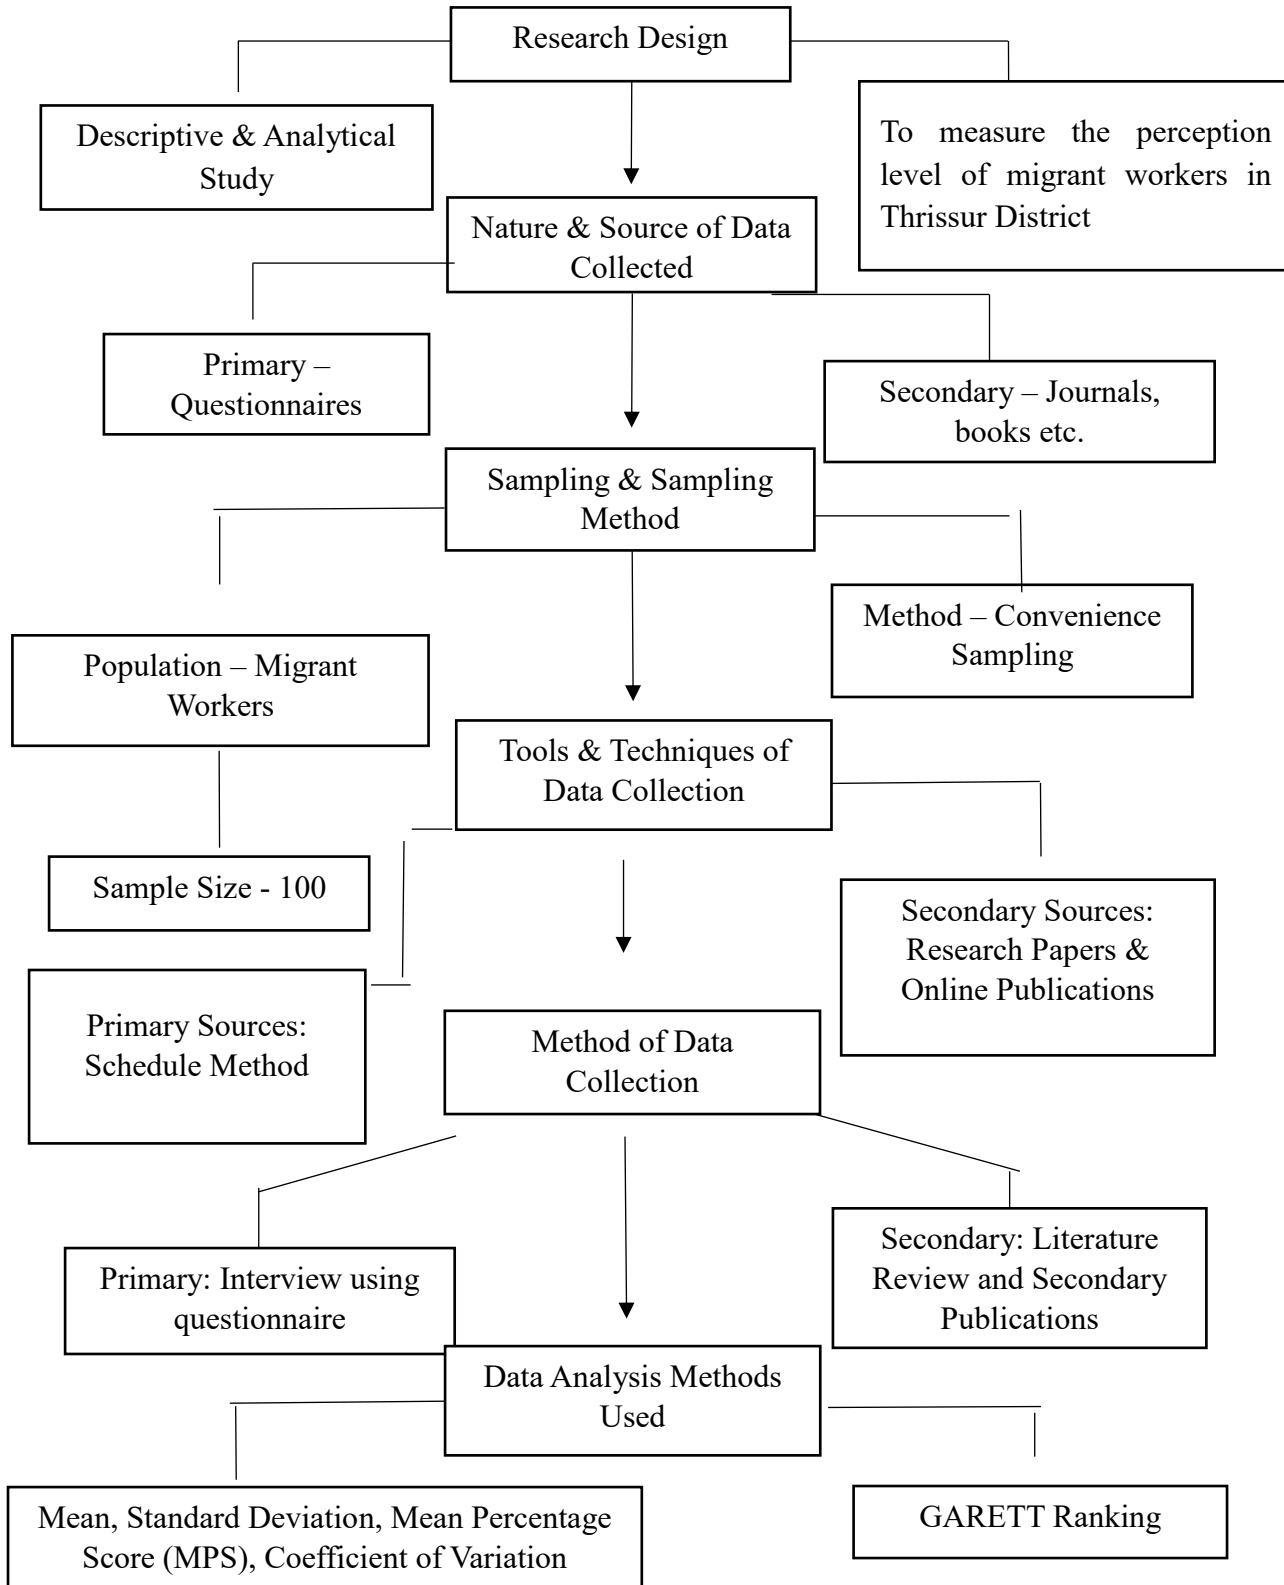 Research Design
Descriptive & Analytical
Study
To measure the perception
level of migrant workers in
Thrissur District
Nature & Source of Data
Collected
Primary –
Questionnaires
Secondary – Journals,
books etc.
Sampling & Sampling
Method
Method – Convenience
Sampling
Population – Migrant
Workers
Tools & Techniques of
Data Collection
Sample Size - 100
Secondary Sources:
Research Papers &
Online Publications
Primary Sources:
Schedule Method
Method of Data
Collection
Primary: Interview using
questionnaire
Secondary: Literature
Review and Secondary
Publications
Data Analysis Methods
Used
Mean, Standard Deviation, Mean Percentage
Score (MPS), Coefficient of Variation
GARETT Ranking